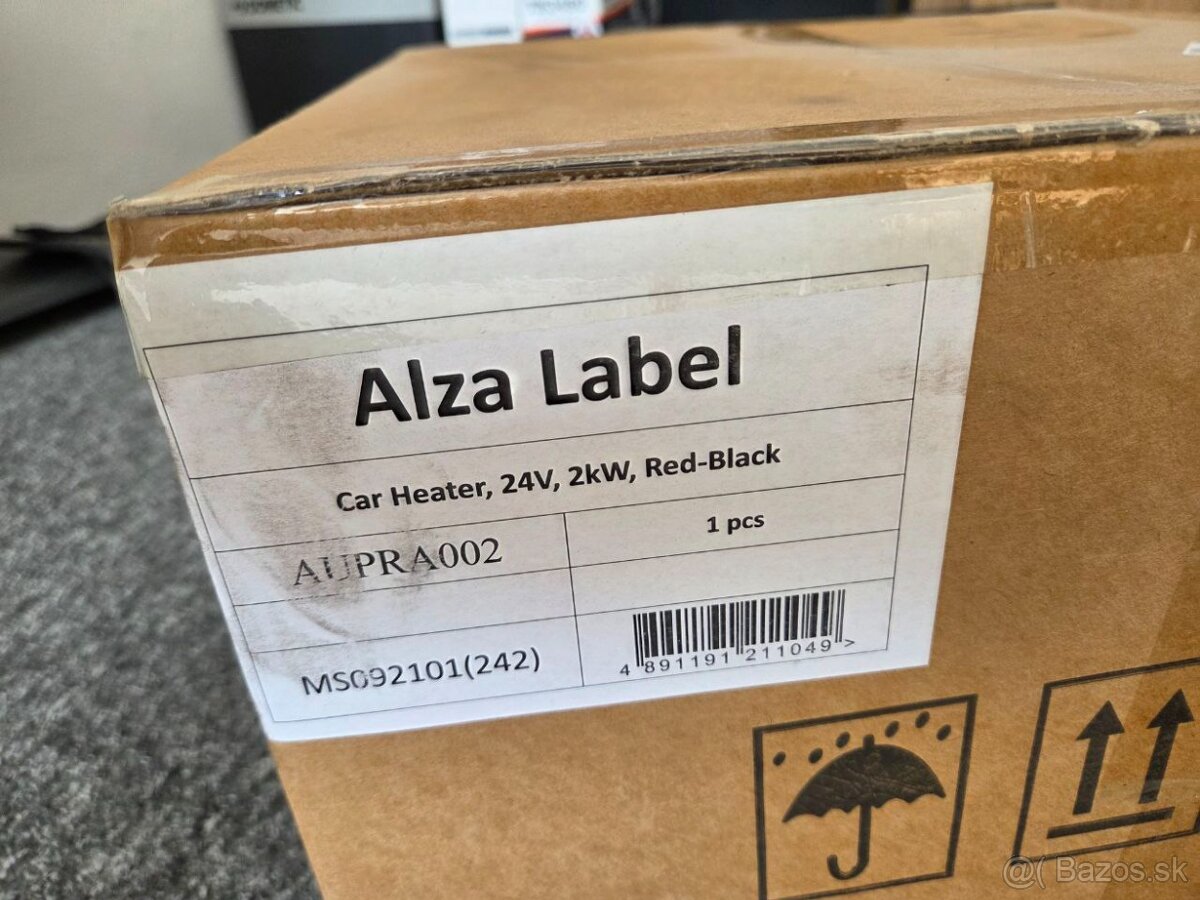 Alza Label
Car Heater, 24V, 2kW, Red-Black
AUPRA002
1 pcs
MS092101(242)
4 891191 211049 >
@( Bazos.sk